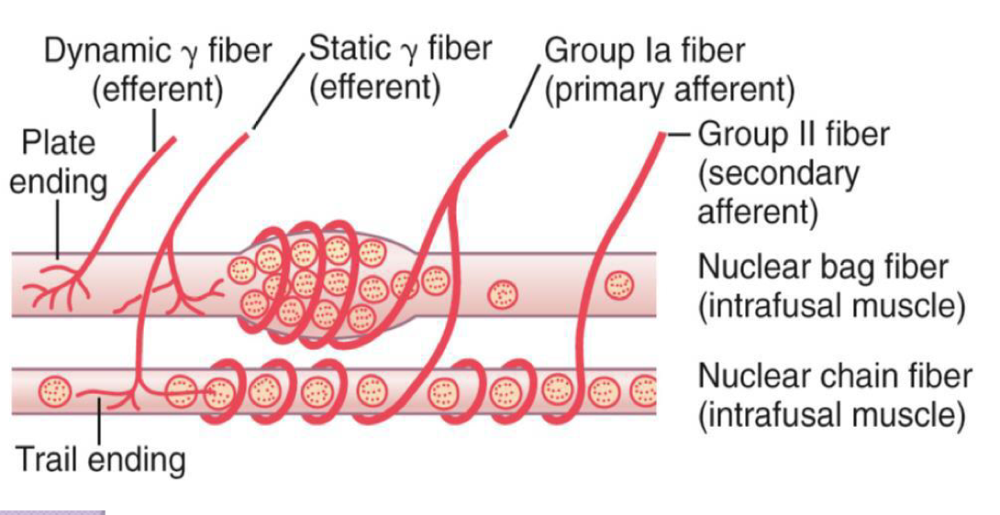 Dynamic γ fiber
(efferent)
Static γ fiber
(efferent)
Group Ia fiber
(primary afferent)
Plate
ending
Group II fiber
(secondary
afferent)
Nuclear bag fiber
(intrafusal muscle)
Nuclear chain fiber
(intrafusal muscle)
Trail ending